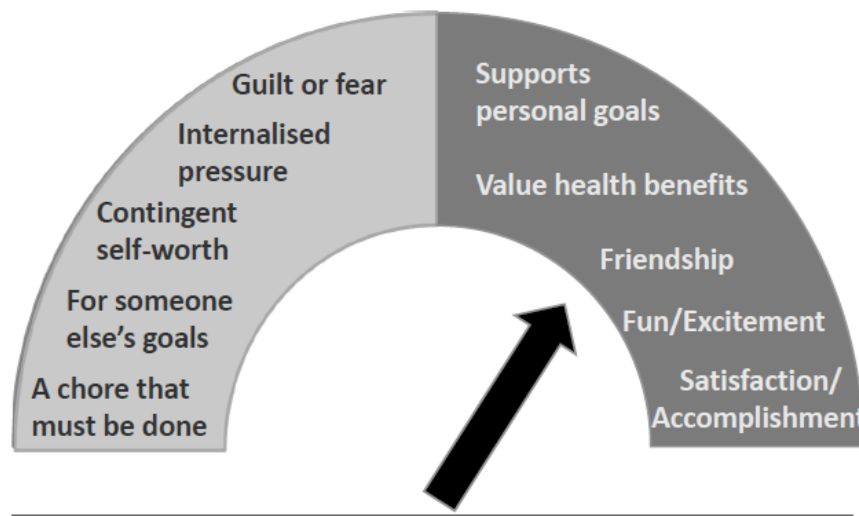 Guilt or fear
Internalised
pressure
Contingent
self-worth
For someone
else's goals
A chore that
must be done
Supports
personal goals
Value health benefits
Friendship
Fun/Excitement
Satisfaction/
Accomplishment